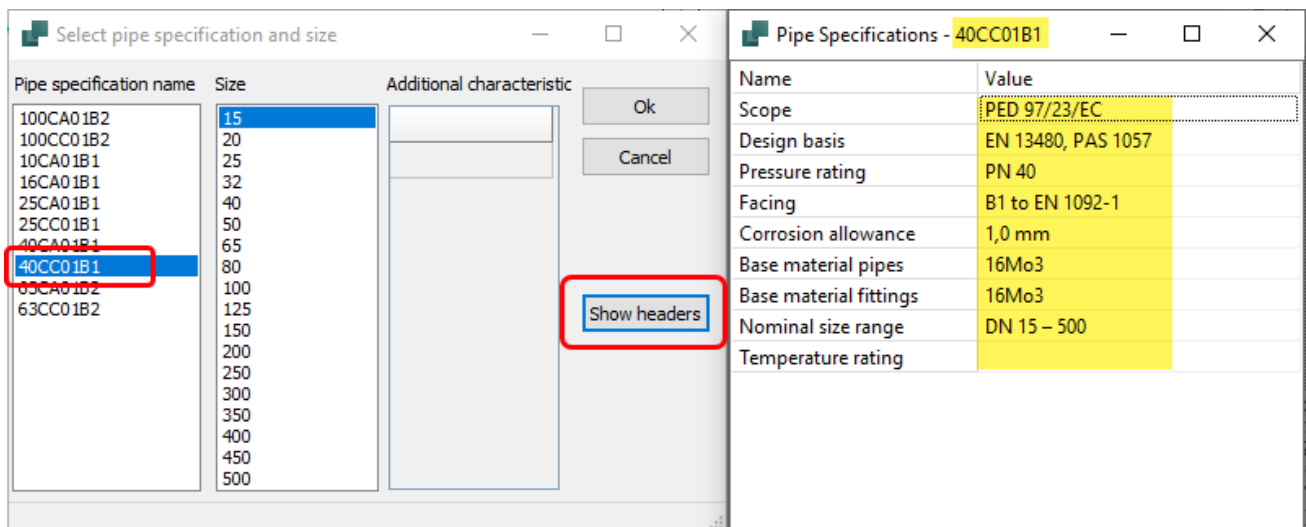 Select pipe specification and size
Pipe specification name Size Additional characteristic
100CA01B2
100CC01B2
10CA01B1
16CA01B1
25CA01B1
25CC01B1
40CA01B1
40CC01B1
63CA01B2
63CC01B2
15
20
25
32
40
50
65
80
100
125
150
200
250
300
350
400
450
500
Ok
Cancel
Show headers
Pipe Specifications - 40CC01B1
Name Value
Scope PED 97/23/EC
Design basis EN 13480, PAS 1057
Pressure rating PN 40
Facing B1 to EN 1092-1
Corrosion allowance 1,0 mm
Base material pipes 16Mo3
Base material fittings 16Mo3
Nominal size range DN 15 – 500
Temperature rating